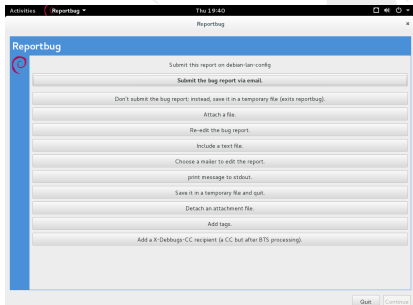 Activities Reportbug Thu 19:40
Reportbug
Reportbug
Submit this report on debian-lan-config
Submit the bug report via email.
Don't submit the bug report; instead, save it in a temporary file (exits reportbug).
Attach a file.
Re-edit the bug report.
Include a text file.
Choose a mailer to edit the report.
print message to stdout.
Save it in a temporary file and quit.
Detach an attachment file.
Add tags.
Add a X-Debbugs-CC recipient (a CC but after BTS processing).
Quit Continue